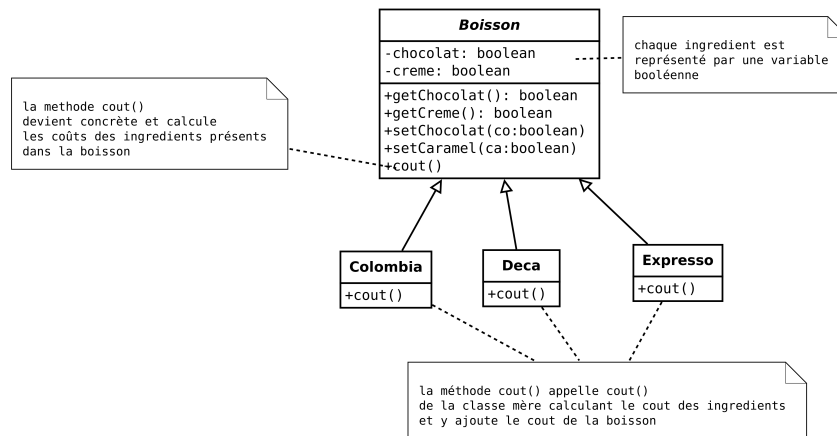 Boisson
-chocolat: boolean
-creme: boolean
+getChocolat(): boolean
+getCreme(): boolean
+setChocolat(co:boolean)
+setCaramel(ca:boolean)
+cout()
chaque ingredient est
représenté par une variable
booléenne
la methode cout()
devient concrète et calcule
les coûts des ingredients présents
dans la boisson
Colombia
+cout()
Deca
+cout()
Expresso
+cout()
la méthode cout() appelle cout()
de la classe mère calculant le cout des ingredients
et y ajoute le cout de la boisson